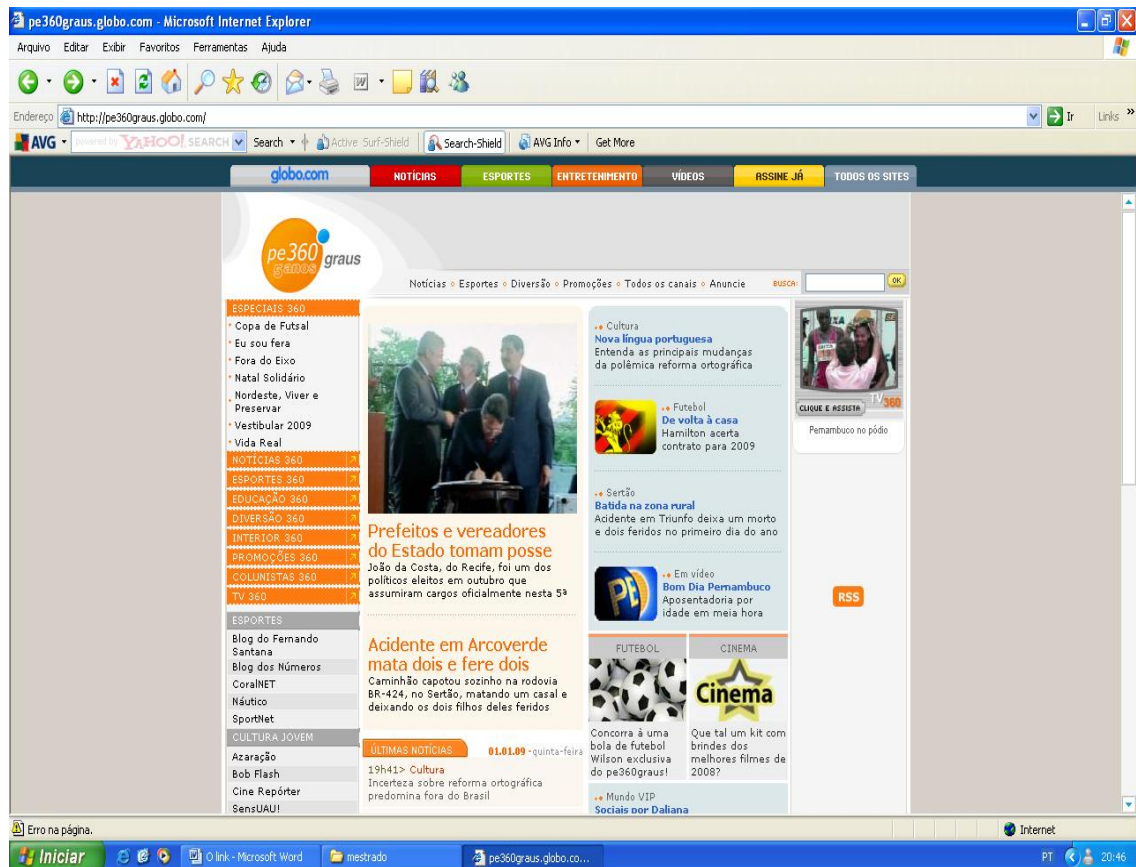 pe360graus.globo.com - Microsoft Internet Explorer
Arquivo Editar Exibir Favoritos Ferramentas Ajuda
Endereço http://pe360graus.globo.com/ Ir Links »
AVG powered by YAHOO! SEARCH Search Active Surf-Shield Search-Shield AVG Info Get More
globo.com NOTÍCIAS ESPORTES ENTRETENIMENTO VÍDEOS ASSINE JÁ TODOS OS SITES
pe360 graus
5anos
Notícias Esportes Diversão Promoções Todos os canais Anuncie BUSCA: OK
ESPECIAIS 360
Copa de Futsal
Eu sou fera
Fora do Eixo
Natal Solidário
Nordeste, Viver e
Preservar
Vestibular 2009
Vida Real
NOTÍCIAS 360
ESPORTES 360
EDUCAÇÃO 360
DIVERSÃO 360
INTERIOR 360
PROMOÇÕES 360
COLUNISTAS 360
TV 360
ESPORTES
Blog do Fernando
Santana
Blog dos Números
CoralNET
Náutico
SportNet
CULTURA JOVEM
Azaração
Bob Flash
Cine Repórter
SensUAU!
Prefeitos e vereadores
do Estado tomam posse
João da Costa, do Recife, foi um dos
políticos eleitos em outubro que
assumiram cargos oficialmente nesta 5ª
Acidente em Arcoverde
mata dois e fere dois
Caminhão capotou sozinho na rodovia
BR-424, no Sertão, matando um casal e
deixando os dois filhos deles feridos
ÚLTIMAS NOTÍCIAS 01.01.09 -quinta-feira
19h41> Cultura
Incerteza sobre reforma ortográfica
predomina fora do Brasil
Cultura
Nova língua portuguesa
Entenda as principais mudanças
da polêmica reforma ortográfica
Futebol
De volta à casa
Hamilton acerta
contrato para 2009
Sertão
Batida na zona rural
Acidente em Triunfo deixa um morto
e dois feridos no primeiro dia do ano
PE
Em vídeo
Bom Dia Pernambuco
Aposentadoria por
idade em meia hora
FUTEBOL
Concorra à uma
bola de futebol
Wilson exclusiva
do pe360graus!
CINEMA
Cinema
Que tal um kit com
brindes dos
melhores filmes de
2008?
Mundo VIP
Sociais por Daliana
CLIQUE E ASSISTA TV 360
Pernambuco no pódio
RSS
Erro na página. Internet
Iniciar O link - Microsoft Word mestrado pe360graus.globo.co... PT 20:46